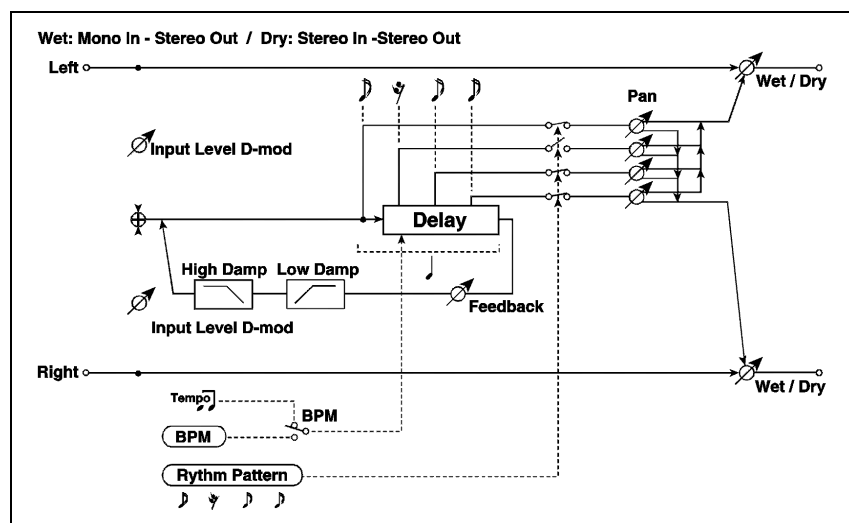 Wet: Mono In - Stereo Out / Dry: Stereo In -Stereo Out
Left
Wet / Dry
Pan
Input Level D-mod
Delay
High Damp
Low Damp
Feedback
Input Level D-mod
Right
Wet / Dry
Tempo
BPM
BPM
Rythm Pattern